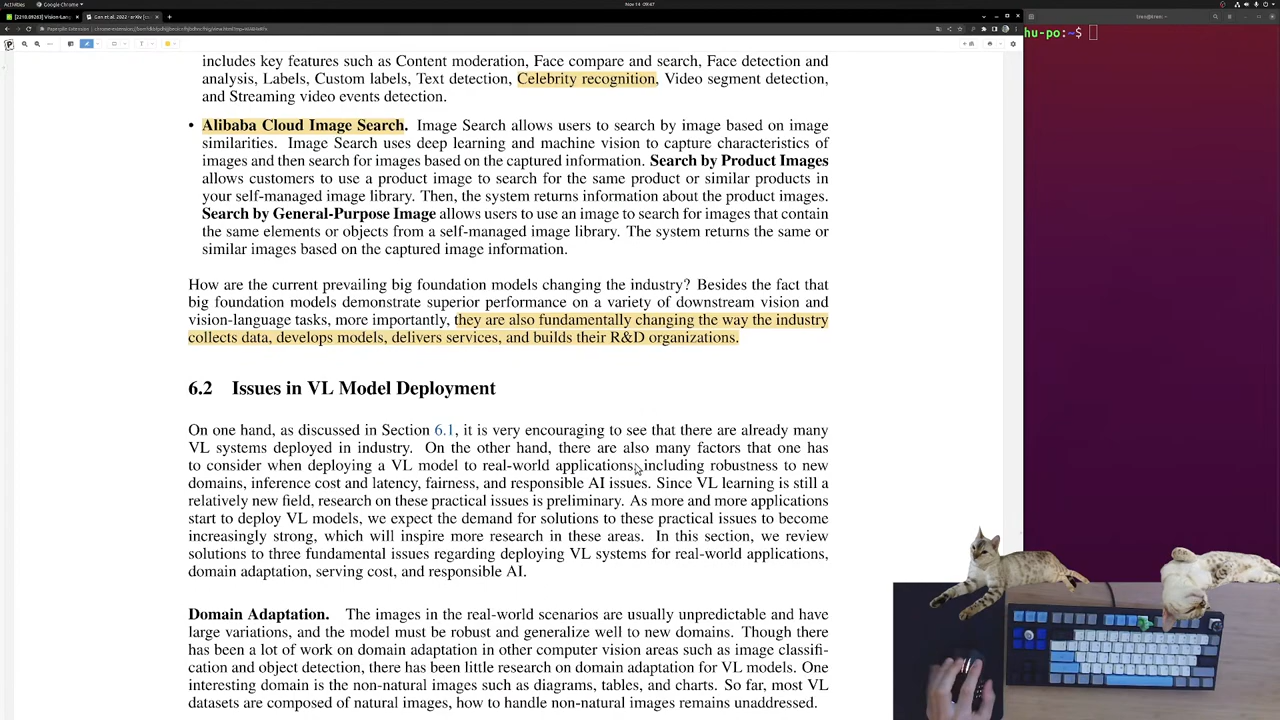 Activities
Google Chrome
Nov 14 09:47
includes key features such as Content moderation, Face compare and search, Face detection and
analysis, Labels, Custom labels, Text detection, Celebrity recognition, Video segment detection,
and Streaming video events detection.
• Alibaba Cloud Image Search. Image Search allows users to search by image based on image
similarities. Image Search uses deep learning and machine vision to capture characteristics of
images and then search for images based on the captured information. Search by Product Images
allows customers to use a product image to search for the same product or similar products in
your self-managed image library. Then, the system returns information about the product images.
Search by General-Purpose Image allows users to use an image to search for images that contain
the same elements or objects from a self-managed image library. The system returns the same or
similar images based on the captured image information.
How are the current prevailing big foundation models changing the industry? Besides the fact that
big foundation models demonstrate superior performance on a variety of downstream vision and
vision-language tasks, more importantly, they are also fundamentally changing the way the industry
collects data, develops models, delivers services, and builds their R&D organizations.
6.2 Issues in VL Model Deployment
On one hand, as discussed in Section 6.1, it is very encouraging to see that there are already many
VL systems deployed in industry. On the other hand, there are also many factors that one has
to consider when deploying a VL model to real-world applications, including robustness to new
domains, inference cost and latency, fairness, and responsible AI issues. Since VL learning is still a
relatively new field, research on these practical issues is preliminary. As more and more applications
start to deploy VL models, we expect the demand for solutions to these practical issues to become
increasingly strong, which will inspire more research in these areas. In this section, we review
solutions to three fundamental issues regarding deploying VL systems for real-world applications,
domain adaptation, serving cost, and responsible AI.
Domain Adaptation. The images in the real-world scenarios are usually unpredictable and have
large variations, and the model must be robust and generalize well to new domains. Though there
has been a lot of work on domain adaptation in other computer vision areas such as image classifi-
cation and object detection, there has been little research on domain adaptation for VL models. One
interesting domain is the non-natural images such as diagrams, tables, and charts. So far, most VL
datasets are composed of natural images, how to handle non-natural images remains unaddressed.
hu-po:~$